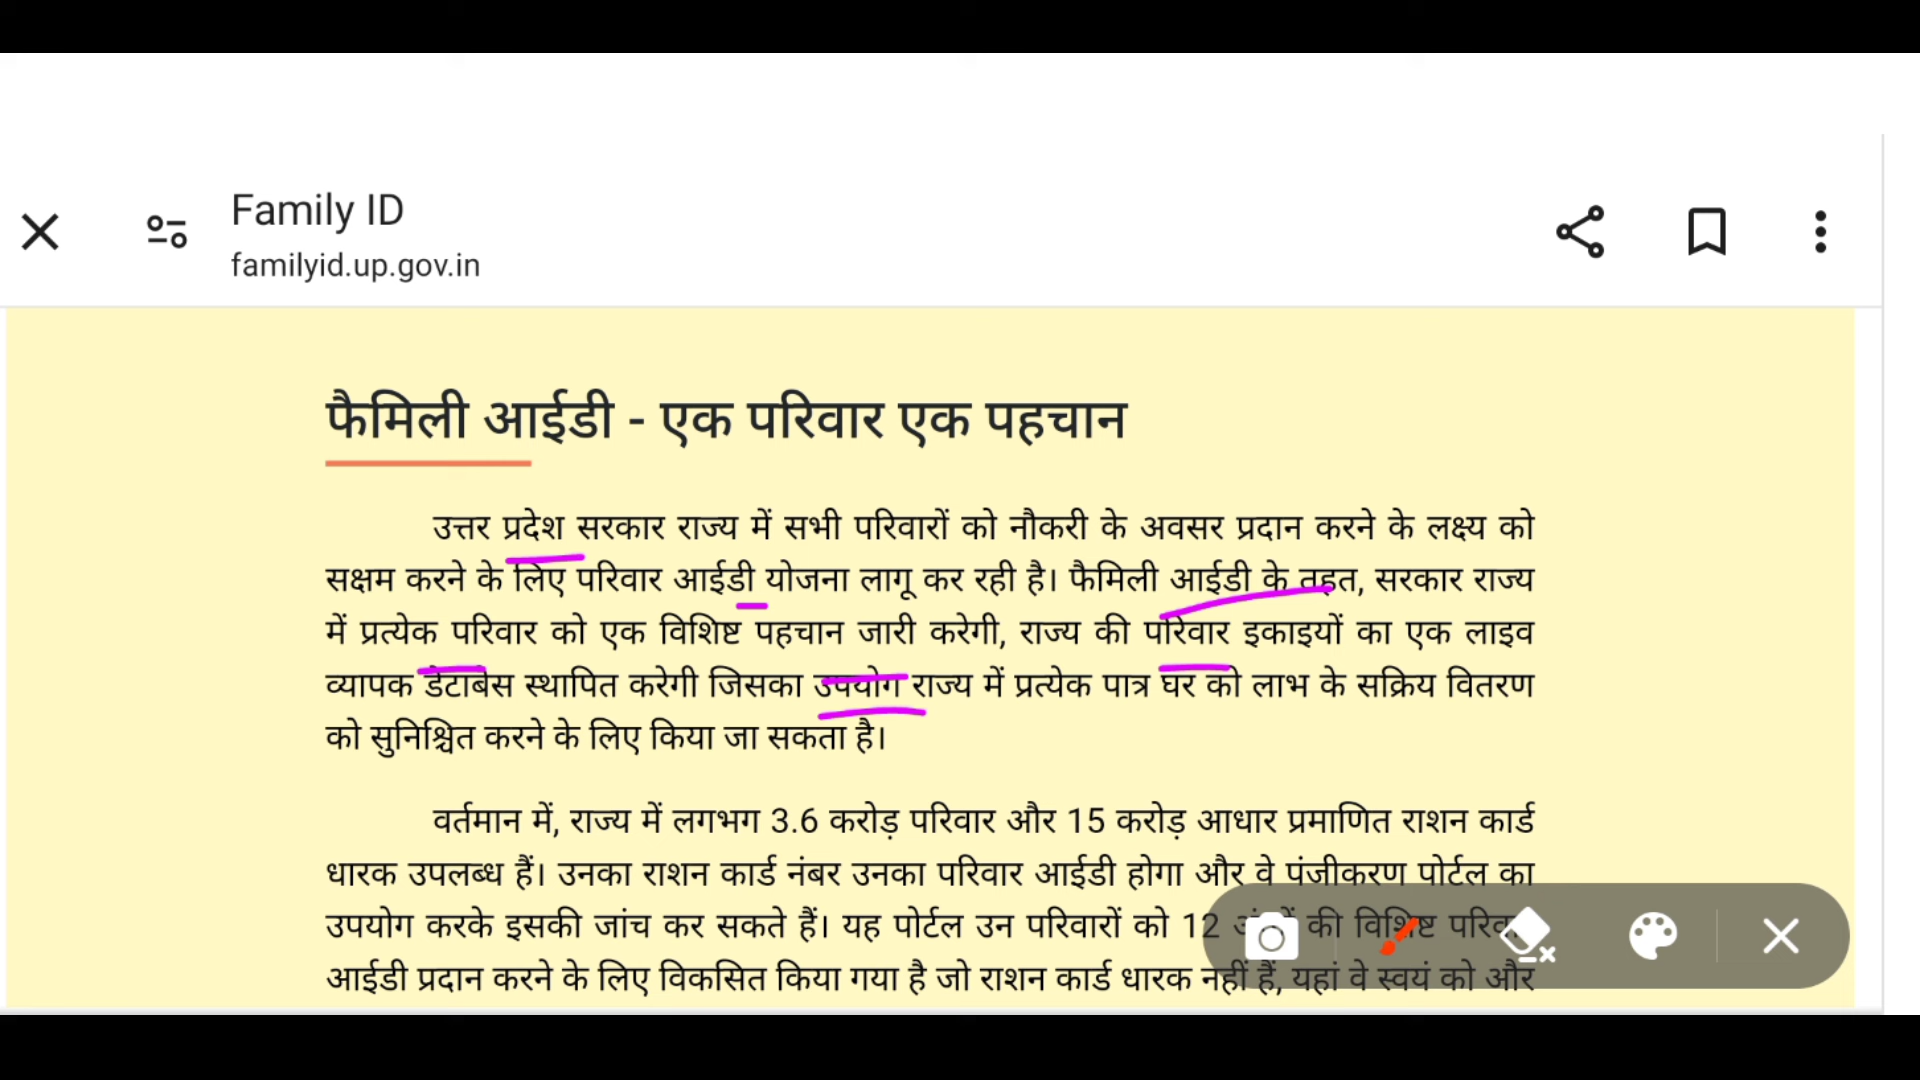 Family ID
familyid.up.gov.in
फैमिली आईडी - एक परिवार एक पहचान
उत्तर प्रदेश सरकार राज्य में सभी परिवारों को नौकरी के अवसर प्रदान करने के लक्ष्य को
सक्षम करने के लिए परिवार आईडी योजना लागू कर रही है। फैमिली आईडी के तहत, सरकार राज्य
में प्रत्येक परिवार को एक विशिष्ट पहचान जारी करेगी, राज्य की परिवार इकाइयों का एक लाइव
व्यापक डेटाबेस स्थापित करेगी जिसका उपयोग राज्य में प्रत्येक पात्र घर को लाभ के सक्रिय वितरण
को सुनिश्चित करने के लिए किया जा सकता है।
वर्तमान में, राज्य में लगभग 3.6 करोड़ परिवार और 15 करोड़ आधार प्रमाणित राशन कार्ड
धारक उपलब्ध हैं। उनका राशन कार्ड नंबर उनका परिवार आईडी होगा और वे पंजीकरण पोर्टल का
उपयोग करके इसकी जांच कर सकते हैं। यह पोर्टल उन परिवारों को 12 की विशिष्ट
आईडी प्रदान करने के लिए विकसित किया गया है जो राशन कार्ड धारक नहीं हैं, यहां वे स्वयं को और